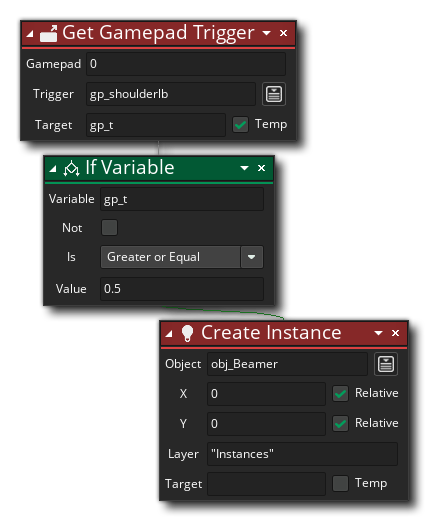 Get Gamepad Trigger
Gamepad 0
Trigger gp_shoulderlb
Target gp_t Temp
If Variable
Variable gp_t
Not
Is Greater or Equal
Value 0.5
Create Instance
Object obj_Beamer
X 0 Relative
Y 0 Relative
Layer "Instances"
Target Temp